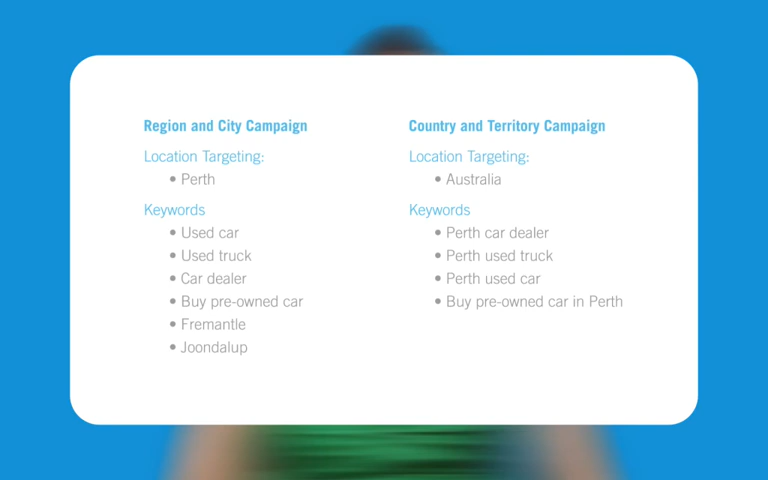 Region and City Campaign
Location Targeting:
• Perth
Keywords
• Used car
• Used truck
• Car dealer
• Buy pre-owned car
• Fremantle
• Joondalup
Country and Territory Campaign
Location Targeting:
• Australia
Keywords
• Perth car dealer
• Perth used truck
• Perth used car
• Buy pre-owned car in Perth